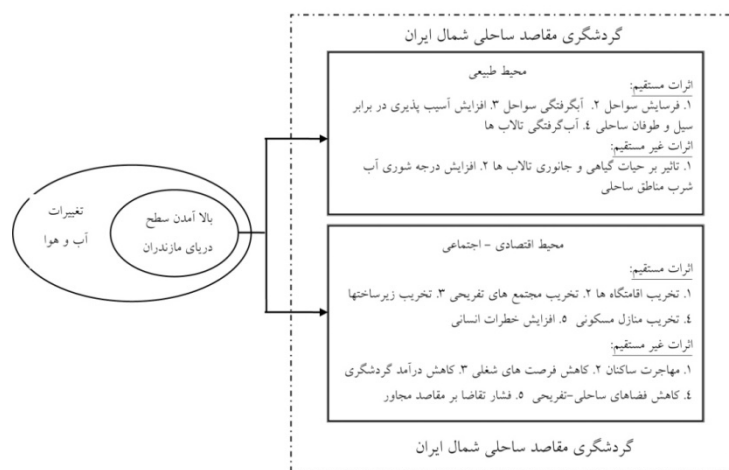 گردشگری مقاصد ساحلی شمال ایران
محیط طبیعی
اثرات مستقیم:
۱. فرسایش سواحل ۲. آبگرفتگی سواحل ۳. افزایش آسیب پذیری در برابر
سیل و طوفان ساحلی ٤. آب‌گرفتگی تالاب ها
اثرات غیر مستقیم:
۱. تاثیر بر حیات گیاهی و جانوری تالاب ها ۲. افزایش درجه شوری آب
شرب مناطق ساحلی
تغییرات
آب و هوا
بالا آمدن سطح
دریای مازندران
محیط اقتصادی - اجتماعی
اثرات مستقیم:
۱. تخریب اقامتگاه ها ۲. تخریب مجتمع های تفریحی ۳. تخریب زیرساختها
٤. تخریب منازل مسکونی ۵. افزایش خطرات انسانی
اثرات غیر مستقیم:
۱. مهاجرت ساکنان ۲. کاهش فرصت های شغلی ۳. کاهش درآمد گردشگری
٤. کاهش فضاهای ساحلی-تفریحی ۵. فشار تقاضا بر مقاصد مجاور
گردشگری مقاصد ساحلی شمال ایران